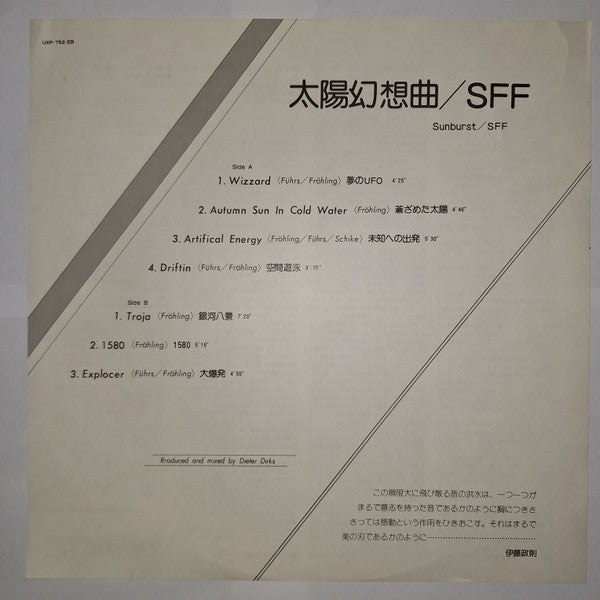 UXP-752-EB
太陽幻想曲/SFF
Sunburst/SFF
Side A
1. Wizzard 〈Führs/Fröhling〉 夢のUFO 4'25"
2. Autumn Sun In Cold Water 〈Fröhling〉 蒼ざめた太陽 4'46"
3. Artifical Energy 〈Fröhling/Führs/Schike〉 未知への出発 5'30"
4. Driftin 〈Führs/Fröhling〉 空間遊泳 3'15"
Side B
1. Troja 〈Fröhling〉 銀河八景 7'20"
2. 1580 〈Fröhling〉 1580 5'15"
3. Explocer 〈Führs/Fröhling〉 大爆発 4'55"
Rroduced and mixed by Dieter Dirks
この無限大に飛び散る音の洪水は、一つ一つが
まるで意志を持った音であるかのように胸につきさ
さっては感動という作用をひきおこす。それはまるで
美の刃であるかのように………………………
伊藤政則